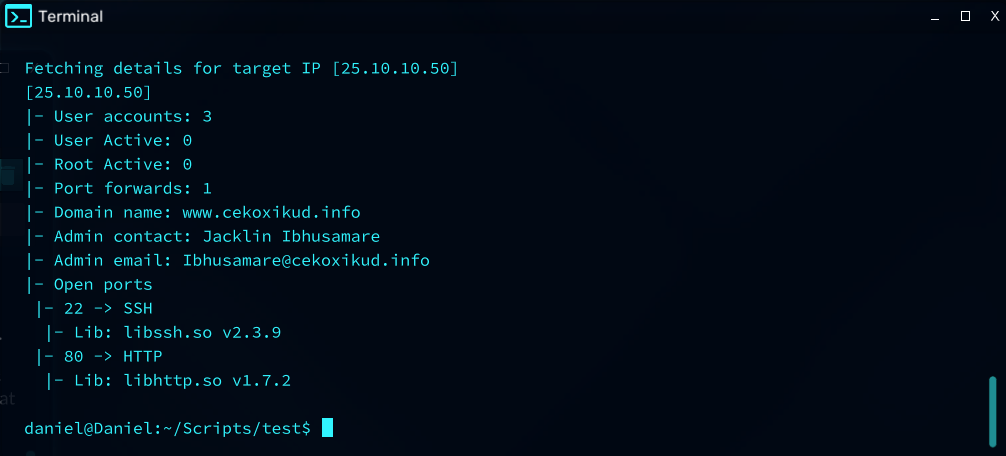 Terminal
Fetching details for target IP [25.10.10.50]
[25.10.10.50]
|- User accounts: 3
|- User Active: 0
|- Root Active: 0
|- Port forwards: 1
|- Domain name: www.cekoxikud.info
|- Admin contact: Jacklin Ibhusamare
|- Admin email: Ibhusamare@cekoxikud.info
|- Open ports
|- 22 -> SSH
|- Lib: libssh.so v2.3.9
|- 80 -> HTTP
|- Lib: libhttp.so v1.7.2
at
daniel@Daniel:~/Scripts/test$